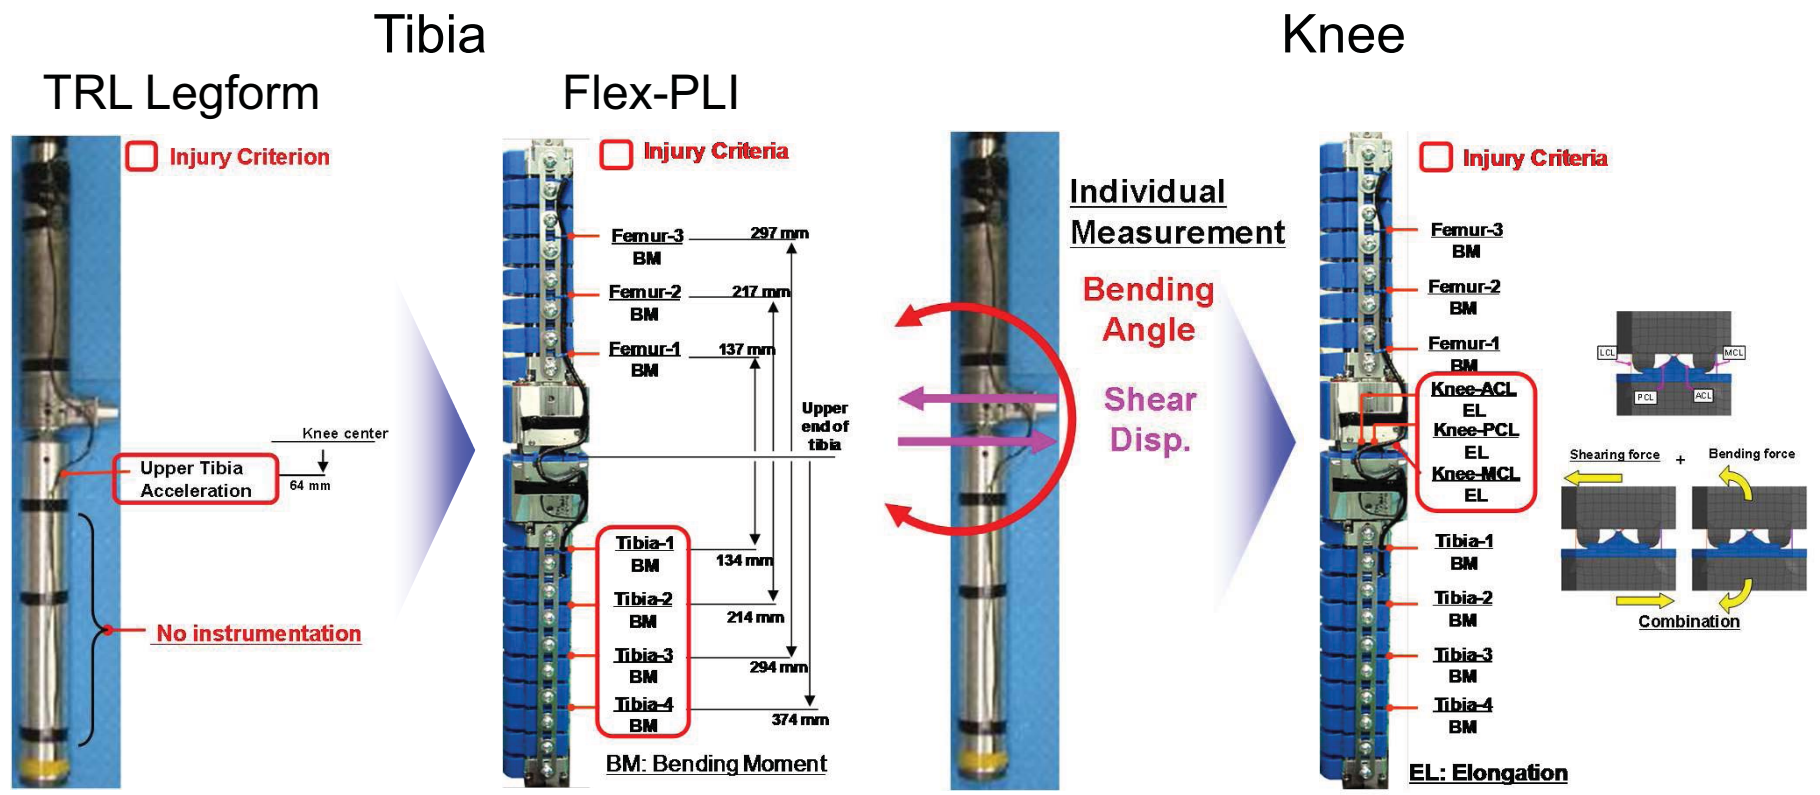 Tibia
Knee
TRL Legform
Flex-PLI
Injury Criterion
Knee center
Upper Tibia
Acceleration
64 mm
No instrumentation
Injury Criteria
Femur-3
BM
297 mm
Femur-2
BM
217 mm
Femur-1
BM
137 mm
Upper
end of
tibia
Tibia-1
BM
134 mm
Tibia-2
BM
214 mm
Tibia-3
BM
294 mm
Tibia-4
BM
374 mm
BM: Bending Moment
Individual
Measurement
Bending
Angle
Shear
Disp.
Injury Criteria
Femur-3
BM
Femur-2
BM
Femur-1
BM
Knee-ACL
EL
Knee-PCL
EL
Knee-MCL
EL
Tibia-1
BM
Tibia-2
BM
Tibia-3
BM
Tibia-4
BM
EL: Elongation
LCL
MCL
PCL
ACL
Shearing force + Bending force
Combination